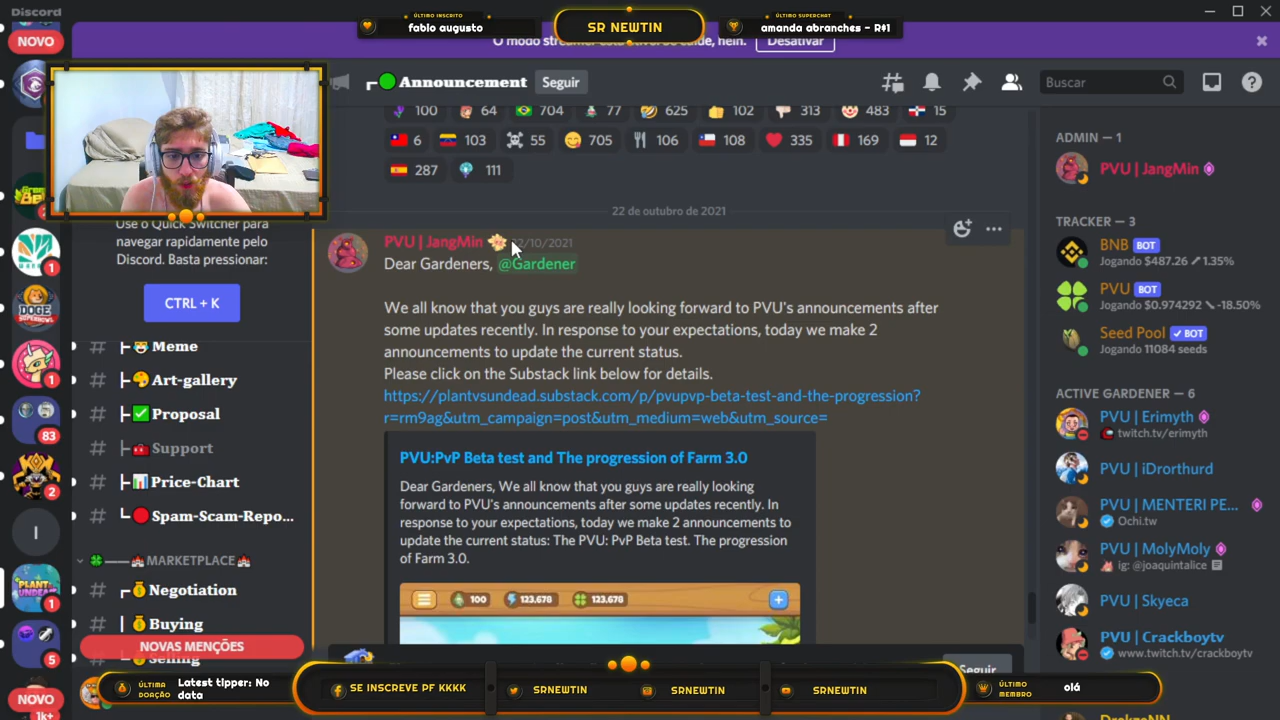 Discord
NOVO
ÚLTIMO INSCRITO
fabio augusto
SR NEWTIN
ÚLTIMO SUPERCHAT
amanda abranches - R$1
O modo
Desativar
Announcement
Seguir
Buscar
100 64 704 77 625 102 313 483 15
6 103 55 705 106 108 335 169 12
287 111
22 de outubro de 2021
PVU | JangMin
Dear Gardeners, @Gardener
We all know that you guys are really looking forward to PVU's announcements after
some updates recently. In response to your expectations, today we make 2
announcements to update the current status.
Please click on the Substack link below for details.
https://plantvsundead.substack.com/p/pvupvp-beta-test-and-the-progression?
r=rm9ag&utm_campaign=post&utm_medium=web&utm_source=
PVU:PvP Beta test and The progression of Farm 3.0
Dear Gardeners, We all know that you guys are really looking
forward to PVU's announcements after some updates recently. In
response to your expectations, today we make 2 announcements to
update the current status: The PVU: PvP Beta test. The progression
of Farm 3.0.
100 123,678 123,678
Seguir
Use o Quick Switcher para
navegar rapidamente pelo
Discord. Basta pressionar:
CTRL + K
Meme
Art-gallery
Proposal
Support
Price-Chart
Spam-Scam-Repo...
MARKETPLACE
Negotiation
Buying
NOVAS MENÇÕES
Selling
1
1
83
2
I
PLANT UNDEAD
1
5
NOVO
1k+
ADMIN — 1
PVU | JangMin
TRACKER — 3
BNB BOT
Jogando $487.26 1.35%
PVU BOT
Jogando $0.974292 -18.50%
Seed Pool BOT
Jogando 11084 seeds
ACTIVE GARDENER — 6
PVU | Erimyth
twitch.tv/erimyth
PVU | iDrorthurd
PVU | MENTERI PE...
Ochi.tw
PVU | MolyMoly
ig: @joaquintalice
PVU | Skyeca
PVU | Crackboytv
www.twitch.tv/crackboytv
ÚLTIMA DOAÇÃO
Latest tipper: No data
SE INSCREVE PF KKKK
SRNEWTIN
SRNEWTIN
SRNEWTIN
ÚLTIMO MEMBRO
olá